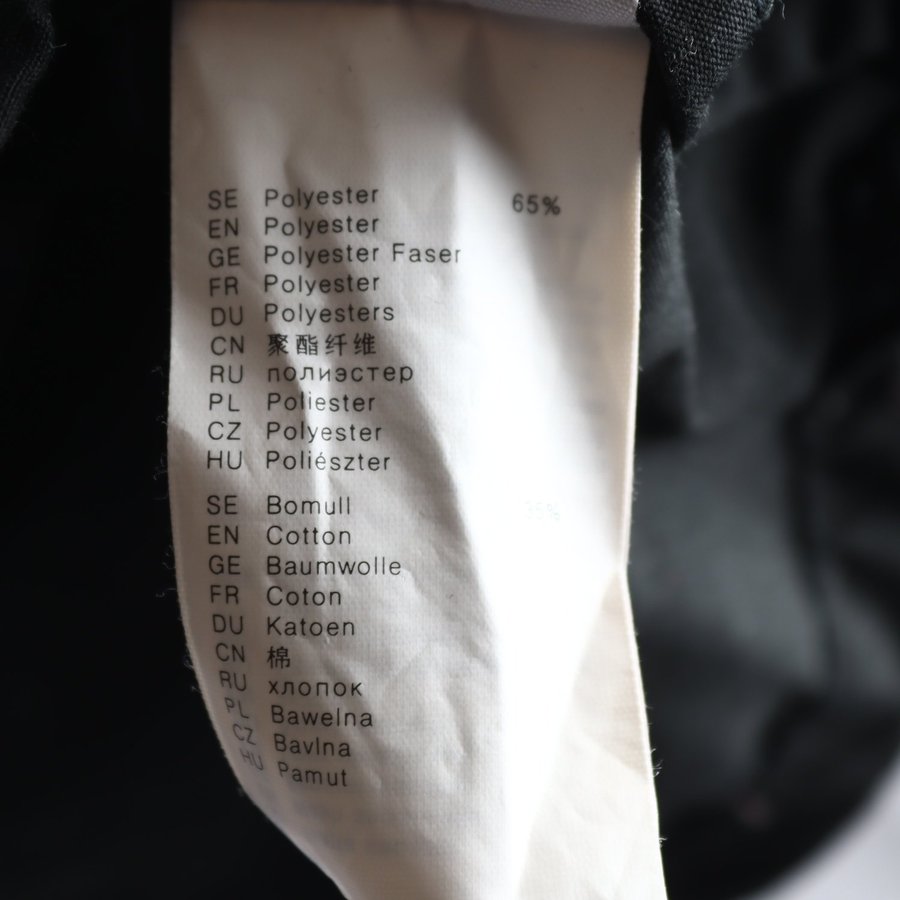 SE Polyester 65%
EN Polyester
GE Polyester Faser
FR Polyester
DU Polyesters
CN 聚酯纤维
RU полиэстер
PL Poliester
CZ Polyester
HU Poliészter
SE Bomull 35%
EN Cotton
GE Baumwolle
FR Coton
DU Katoen
CN 棉
RU хлопок
PL Bawelna
CZ Bavlna
HU Pamut